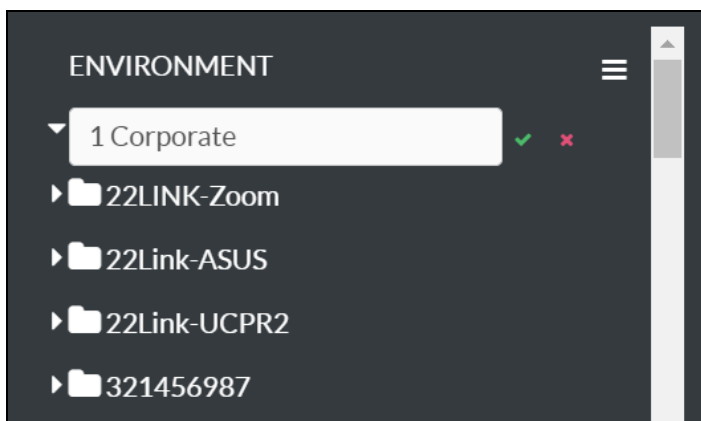 ENVIRONMENT
1 Corporate
22LINK-Zoom
22Link-ASUS
22Link-UCPR2
321456987